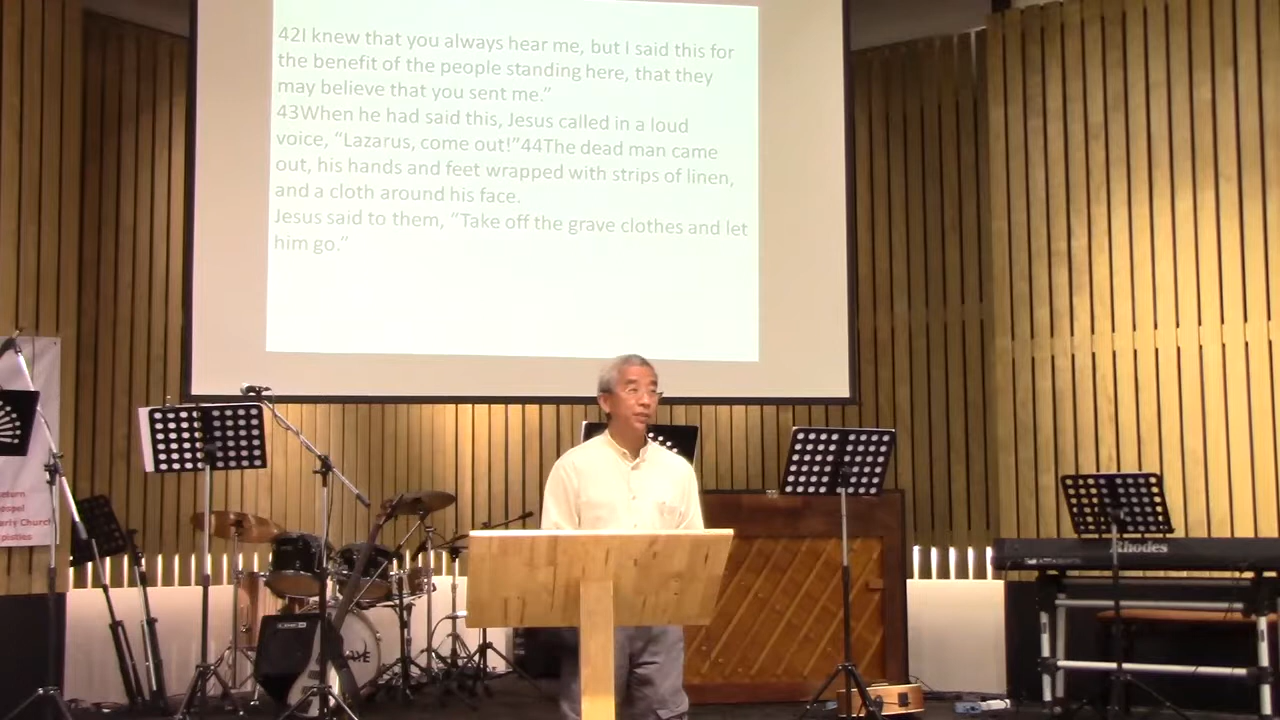 42I knew that you always hear me, but I said this for
the benefit of the people standing here, that they
may believe that you sent me.”
43When he had said this, Jesus called in a loud
voice, “Lazarus, come out!”44The dead man came
out, his hands and feet wrapped with strips of linen,
and a cloth around his face.
Jesus said to them, “Take off the grave clothes and let
him go.”
Church
Rhodes